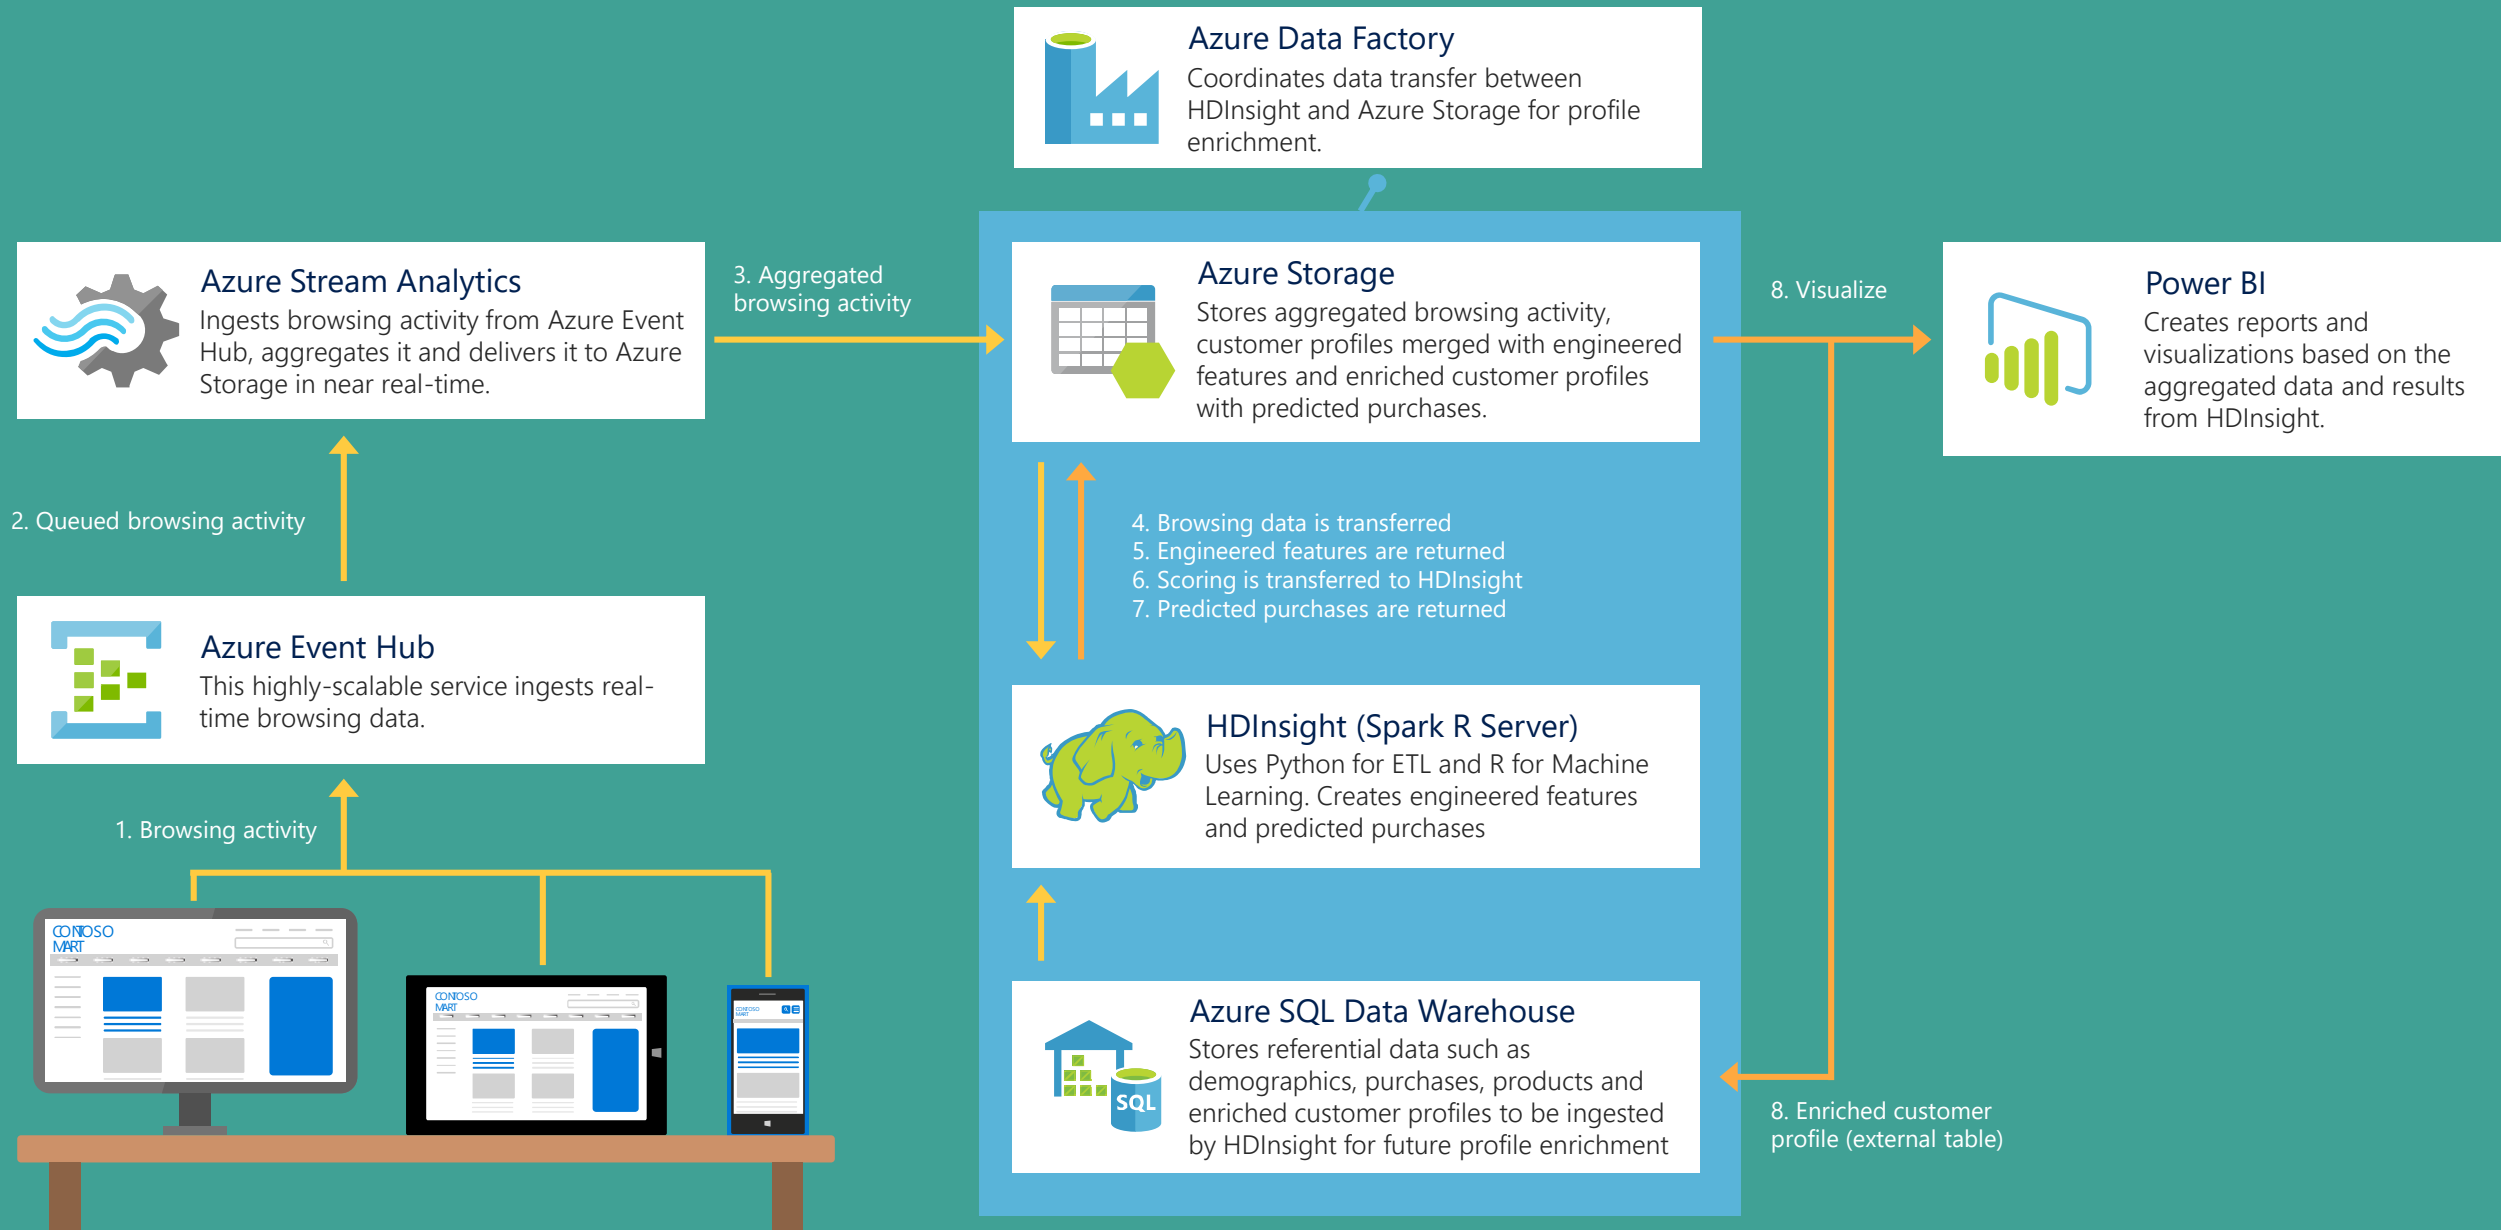 Azure Data Factory
Coordinates data transfer between
HDInsight and Azure Storage for profile
enrichment.
Azure Stream Analytics
Ingests browsing activity from Azure Event
Hub, aggregates it and delivers it to Azure
Storage in near real-time.
3. Aggregated
browsing activity
Azure Storage
Stores aggregated browsing activity,
customer profiles merged with engineered
features and enriched customer profiles
with predicted purchases.
8. Visualize
Power BI
Creates reports and
visualizations based on the
aggregated data and results
from HDInsight.
2. Queued browsing activity
4. Browsing data is transferred
5. Engineered features are returned
6. Scoring is transferred to HDInsight
7. Predicted purchases are returned
Azure Event Hub
This highly-scalable service ingests real-
time browsing data.
HDInsight (Spark R Server)
Uses Python for ETL and R for Machine
Learning. Creates engineered features
and predicted purchases
1. Browsing activity
CONTOSO
MART
CONTOSO
MART
CONTOSO
MART
Azure SQL Data Warehouse
Stores referential data such as
demographics, purchases, products and
enriched customer profiles to be ingested
by HDInsight for future profile enrichment
SQL
8. Enriched customer
profile (external table)